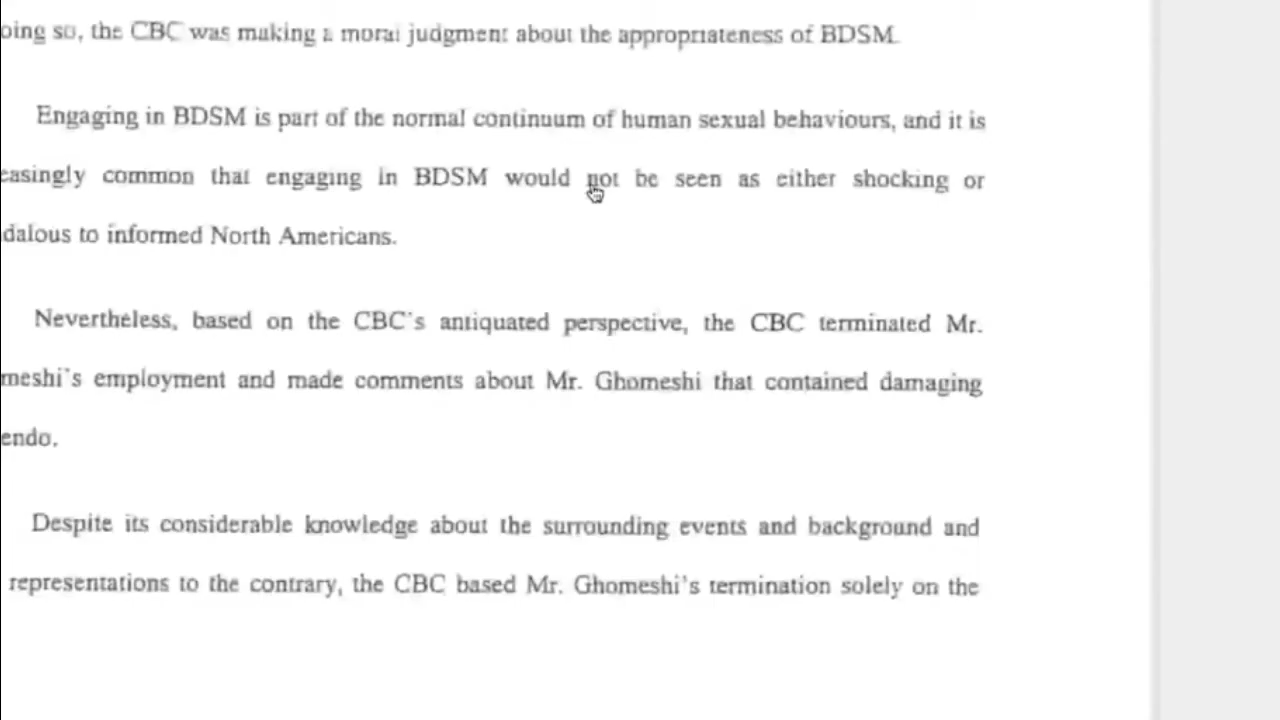 oing so, the CBC was making a moral judgment about the appropriateness of BDSM.
Engaging in BDSM is part of the normal continuum of human sexual behaviours, and it is
easingly common that engaging in BDSM would not be seen as either shocking or
dalous to informed North Americans.
Nevertheless, based on the CBC's antiquated perspective, the CBC terminated Mr.
meshi's employment and made comments about Mr. Ghomeshi that contained damaging
endo.
Despite its considerable knowledge about the surrounding events and background and
representations to the contrary, the CBC based Mr. Ghomeshi's termination solely on the